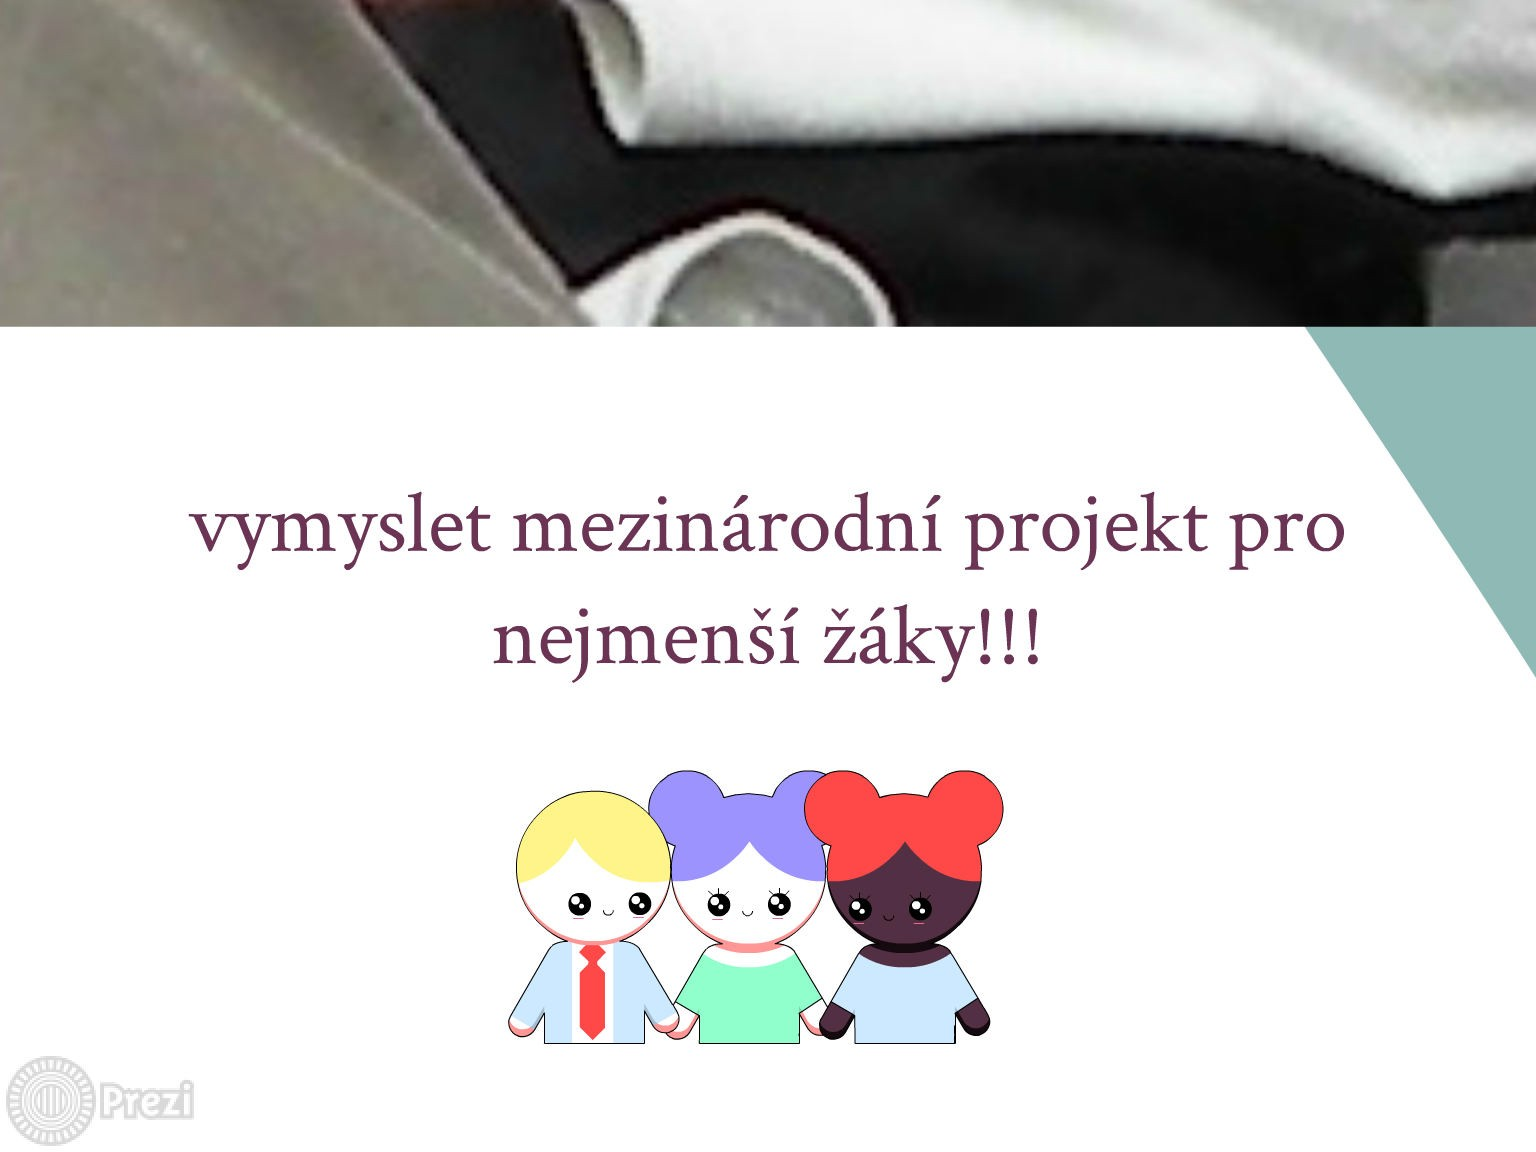 vymyslet mezinárodní projekt pro
nejmenší žáky!!!
Prezi